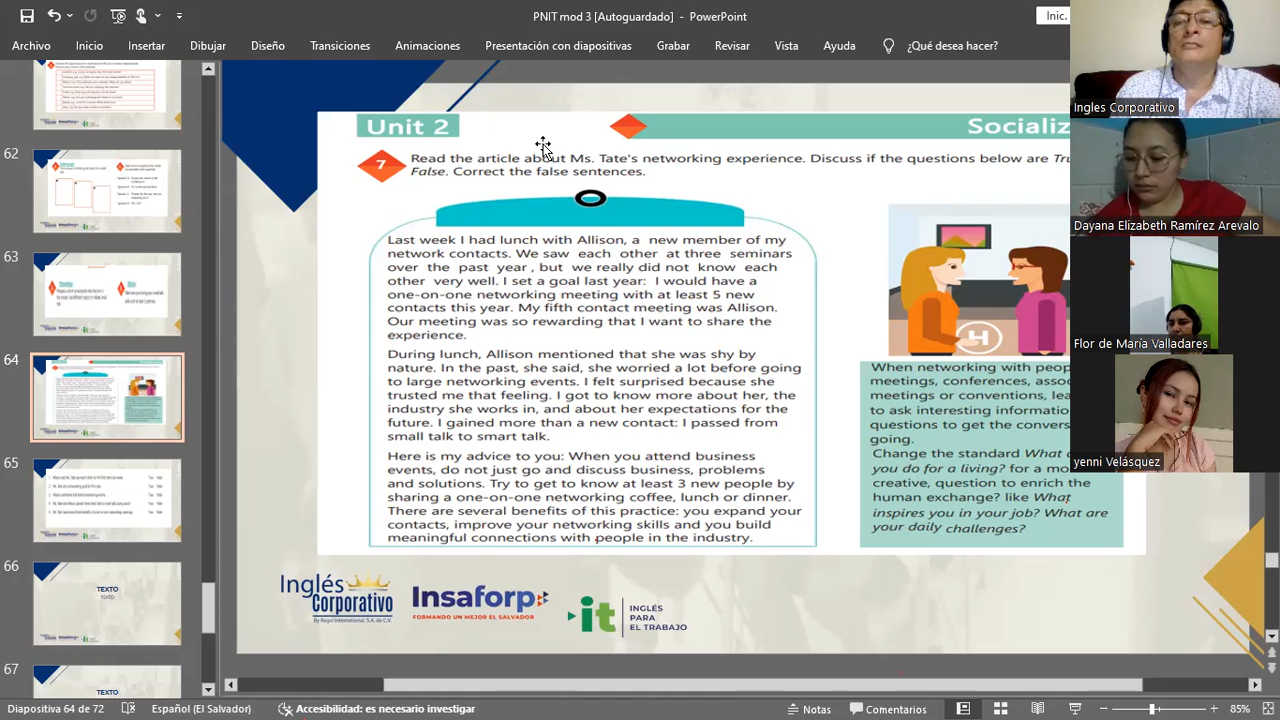 PNIT mod 3 [Autoguardado] - PowerPoint
Inic.
Archivo Inicio Insertar Dibujar Diseño Transiciones Animaciones Presentación con diapositivas Grabar Revisar Vista Ayuda
62
63
64
65
66
TEXTO
TEXTO
67
TEXTO
Unit 2
Socializ
7
Read the article about Ms. Tate's networking
if the questions below are Tru
False. Correct the false sentences.
Last week I had lunch with Allison, a new member of my
network contacts. We saw each other at three seminars
over the past year, but we really did not know each
other very well. I set a goal last year: I would have a
one-on-one networking meeting with at least 5 new
contacts this year. My fifth contact meeting was Allison.
Our meeting was so rewarding that I want to share the
experience.
During lunch, Allison mentioned that she was shy by
nature. In the past, she said she worried a lot before going
to large networking events. I felt surprised because she
trusted me that feeling. I got to know more about her, the
industry she works in and about her expectations for the
future. I gained more than a new contact: I passed from
small talk to smart talk.
Here is my advice to you: When you attend business
events, do not just go and discuss business, problems
and solutions. Try to get to know at least 3 new people,
share a one-one-one morning coffee, lunch or dinner.
There are several benefits of this practice: you expand your
contacts, improve your networking skills and you build
meaningful connections with people in the industry.
H
When networking with peop
meetings, conferences, assoc
meetings or conventions, lea
to ask interesting information
questions to get the conversa
going.
Change the standard What d
you do for a living? for a mo
question to enrich the
networking challenge, like What
inspires you in your job? What are
your daily challenges?
Inglés
Corporativo
By Regal International, S.A. de C.V.
Insaforp
FORMANDO UN MEJOR EL SALVADOR
it
INGLÉS
PARA
EL TRABAJO
Ingles Corporativo
Dayana Elizabeth Ramírez Arevalo
Flor de María Valladares
yenni Velásquez
Diapositiva 64 de 72 Español (El Salvador) Accesibilidad: es necesario investigar
Notas Comentarios
85%